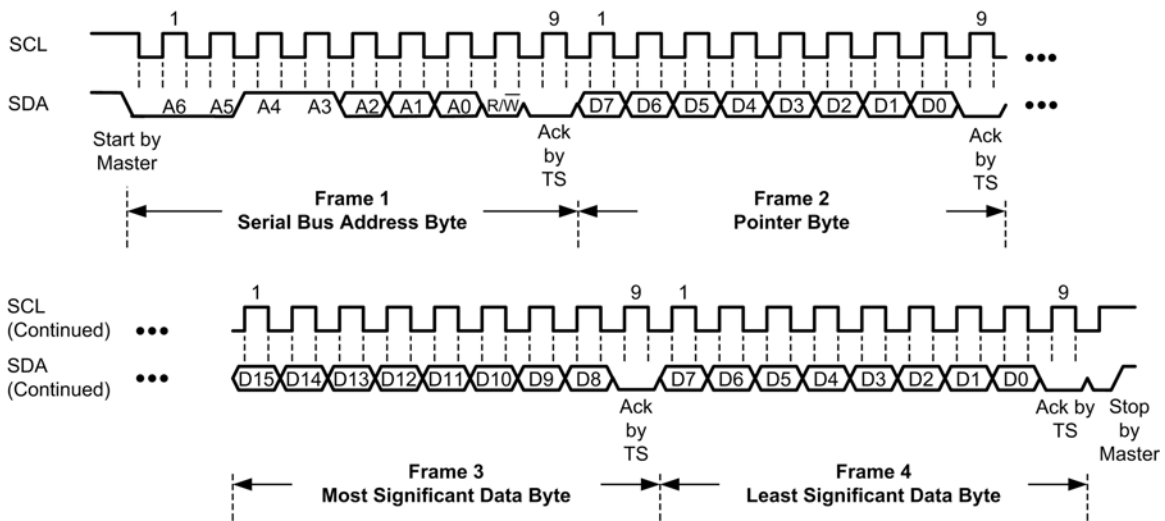 1 9 1 9
SCL
SDA A6 A5 A4 A3 A2 A1 A0 R/W̅ D7 D6 D5 D4 D3 D2 D1 D0
Start by
Master
Ack
by
TS
Ack
by
TS
Frame 1
Serial Bus Address Byte
Frame 2
Pointer Byte
1 9 1 9
SCL
(Continued)
SDA
(Continued)
D15 D14 D13 D12 D11 D10 D9 D8 D7 D6 D5 D4 D3 D2 D1 D0
Ack
by
TS
Ack by
TS
Stop
by
Master
Frame 3
Most Significant Data Byte
Frame 4
Least Significant Data Byte